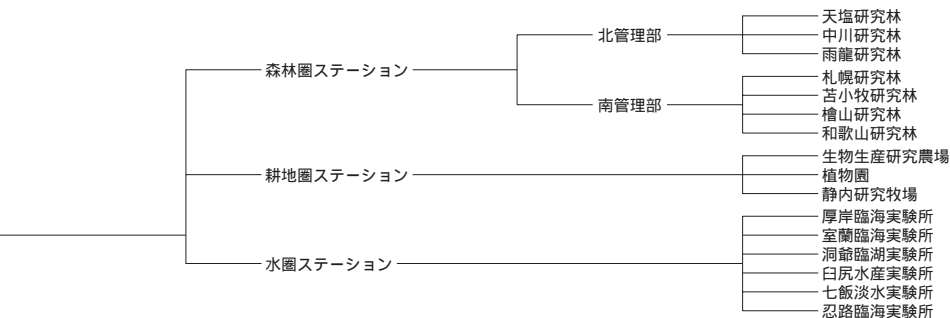 森林圏ステーション
北管理部
天塩研究林
中川研究林
雨龍研究林
南管理部
札幌研究林
苫小牧研究林
檜山研究林
和歌山研究林
耕地圏ステーション
生物生産研究農場
植物園
静内研究牧場
水圏ステーション
厚岸臨海実験所
室蘭臨海実験所
洞爺臨湖実験所
臼尻水産実験所
七飯淡水実験所
忍路臨海実験所